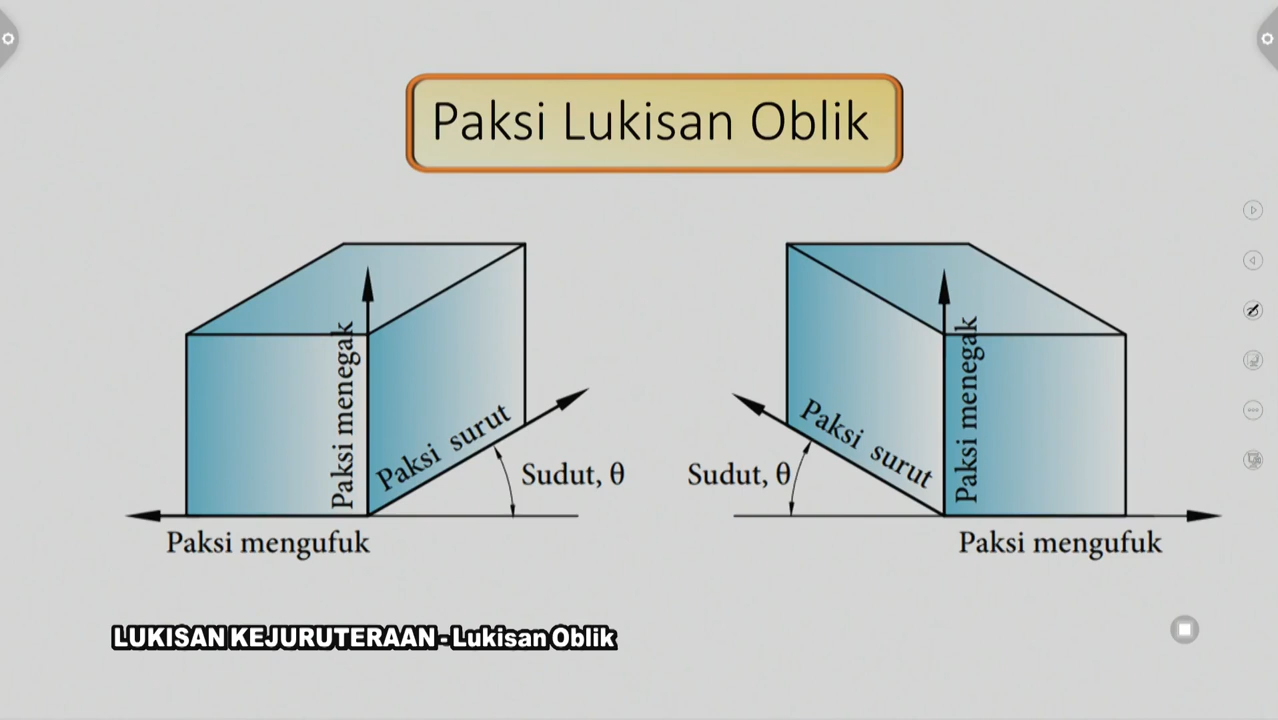 Paksi Lukisan Oblik
Paksi menegak
Paksi surut
Sudut, θ
Paksi mengufuk
Sudut, θ
Paksi surut
Paksi menegak
Paksi mengufuk
LUKISAN KEJURUTERAAN - Lukisan Oblik